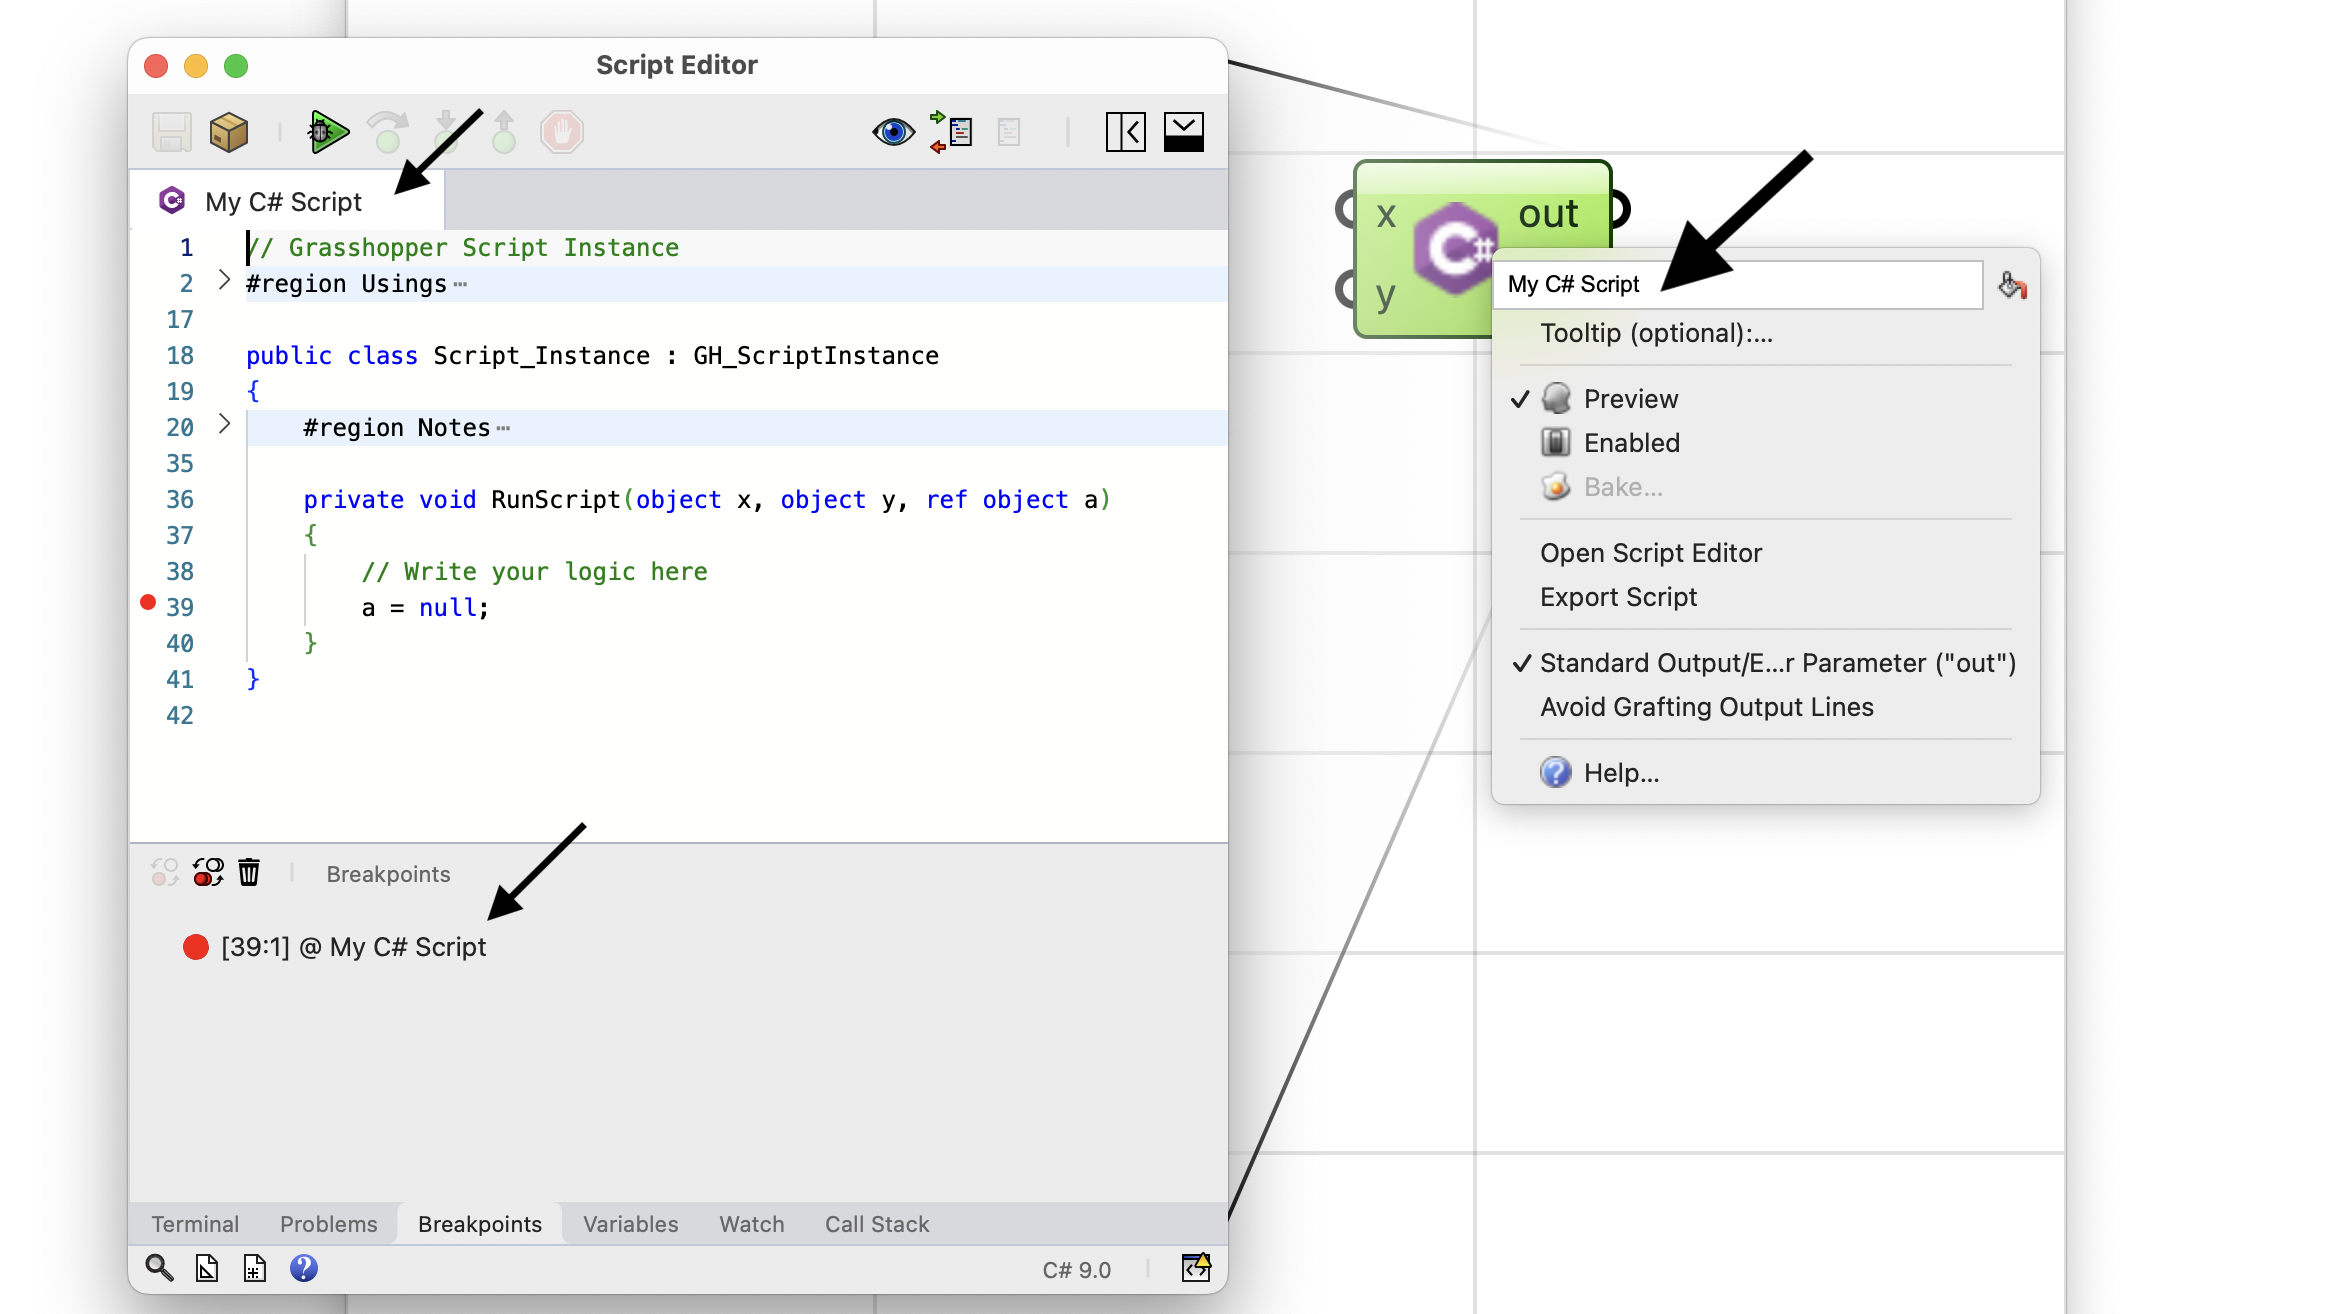 Script Editor
My C# Script
1 // Grasshopper Script Instance
2 #region Usings ···
17
18 public class Script_Instance : GH_ScriptInstance
19 {
20 #region Notes ···
35
36 private void RunScript(object x, object y, ref object a)
37 {
38 // Write your logic here
39 a = null;
40 }
41 }
42
Breakpoints
[39:1] @ My C# Script
Terminal Problems Breakpoints Variables Watch Call Stack
C# 9.0
x out
y
My C# Script
Tooltip (optional):...
Preview
Enabled
Bake...
Open Script Editor
Export Script
Standard Output/E...r Parameter ("out")
Avoid Grafting Output Lines
Help...